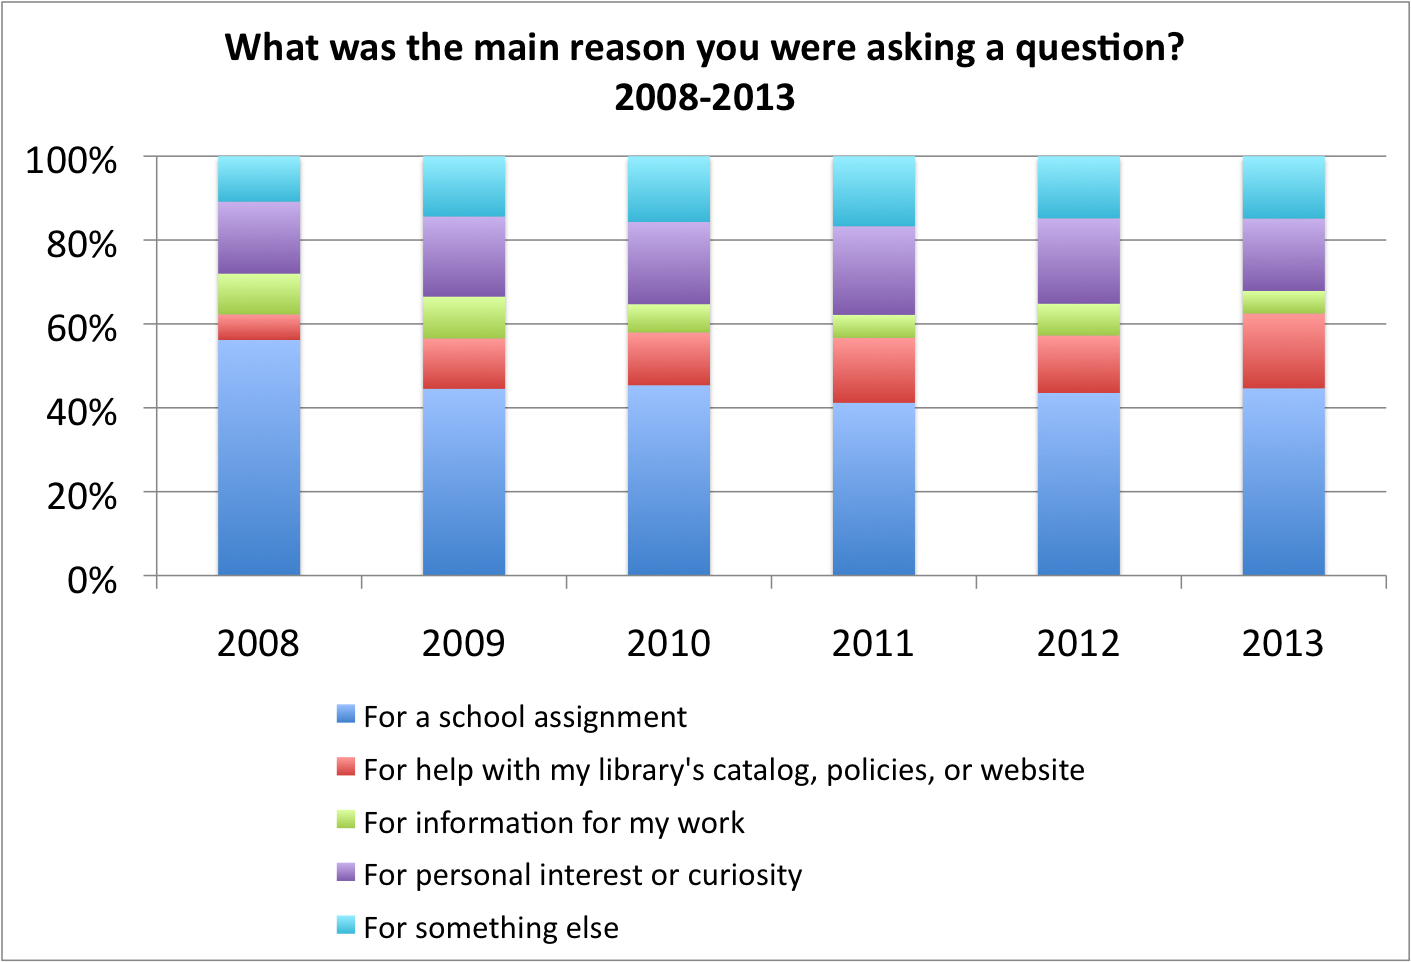 What was the main reason you were asking a question?
2008-2013
100%
80%
60%
40%
20%
0%
2008 2009 2010 2011 2012 2013
For a school assignment
For help with my library's catalog, policies, or website
For information for my work
For personal interest or curiosity
For something else